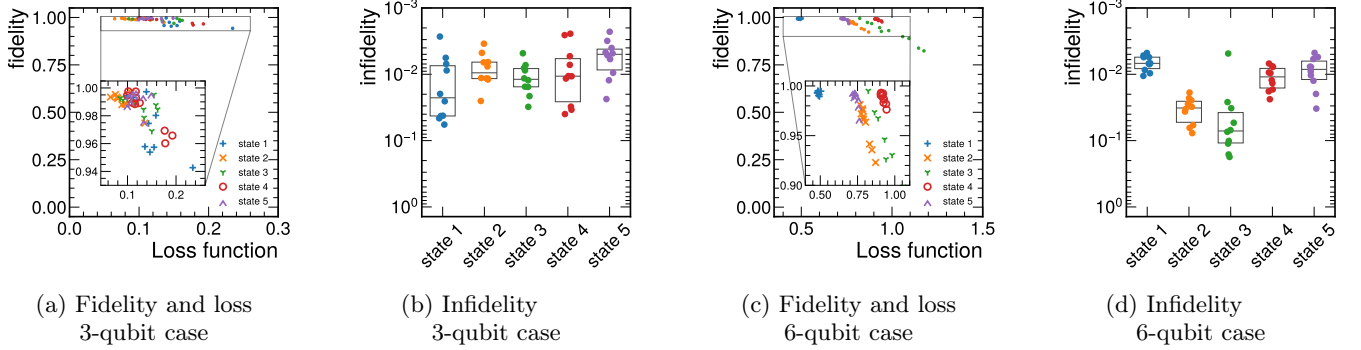 fidelity
1.00
0.75
0.50
0.25
0.00
0.0
0.1
0.2
0.3
Loss function
1.00
0.98
0.96
0.94
0.1
0.2
state 1
state 2
state 3
state 4
state 5
(a) Fidelity and loss
3-qubit case
infidelity
10⁻³
10⁻²
10⁻¹
10⁰
state 1
state 2
state 3
state 4
state 5
(b) Infidelity
3-qubit case
fidelity
1.00
0.75
0.50
0.25
0.00
0.5
1.0
1.5
Loss function
1.00
0.95
0.90
0.50
0.75
1.00
state 1
state 2
state 3
state 4
state 5
(c) Fidelity and loss
6-qubit case
infidelity
10⁻³
10⁻²
10⁻¹
10⁰
state 1
state 2
state 3
state 4
state 5
(d) Infidelity
6-qubit case